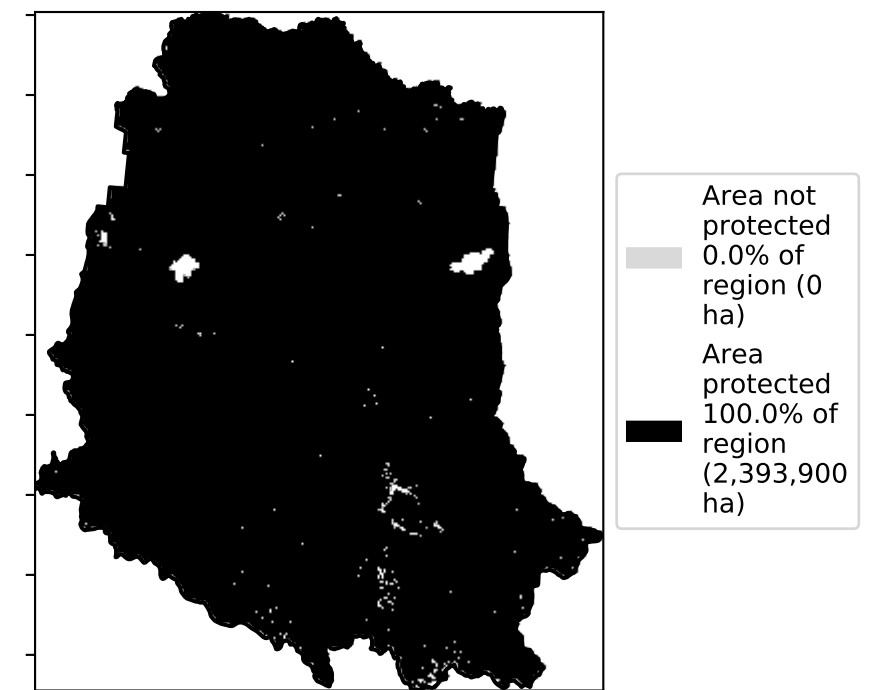 Area not
protected
0.0% of
region (0
ha)
Area
protected
100.0% of
region
(2,393,900
ha)